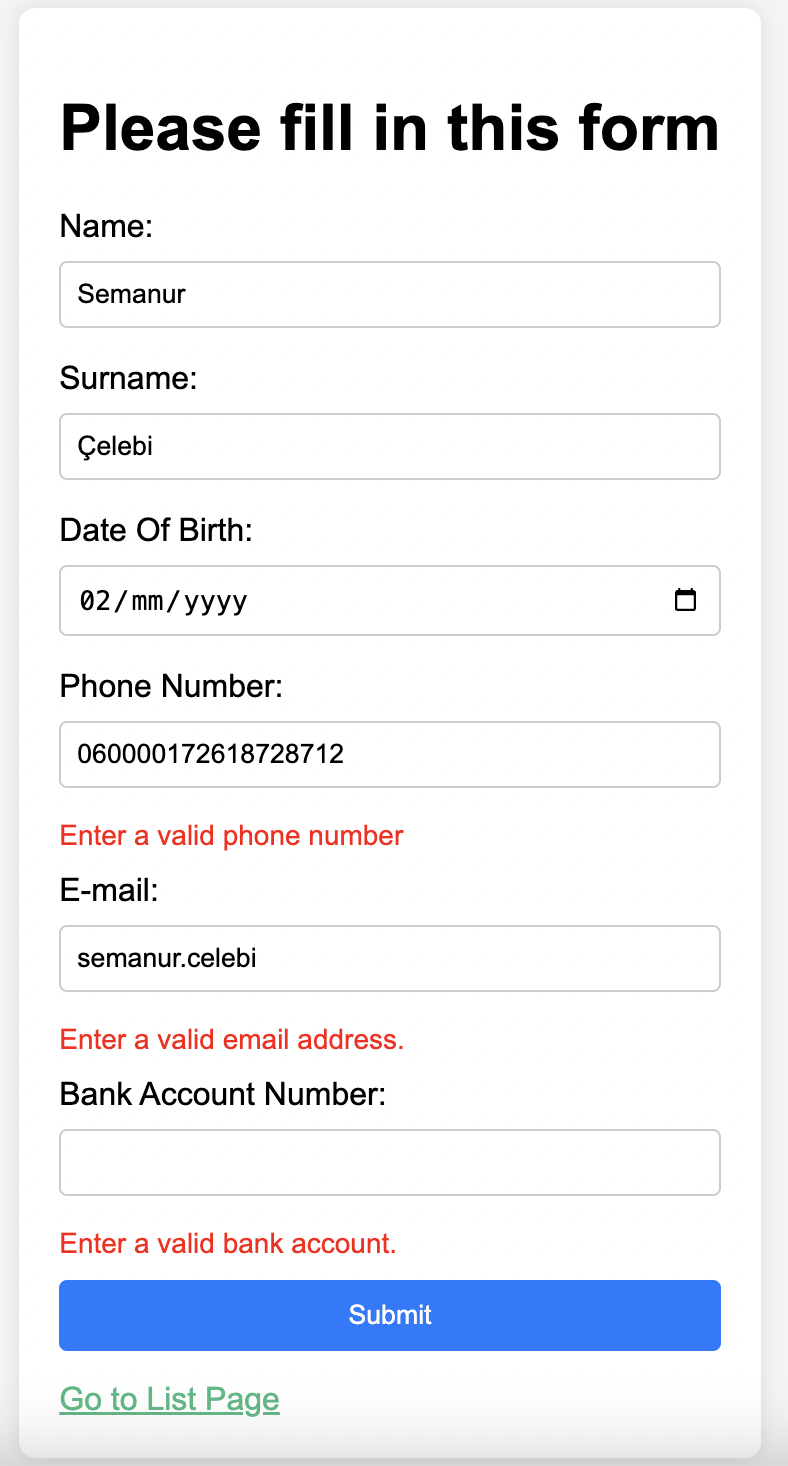 Please fill in this form
Name:
Semanur
Surname:
Çelebi
Date Of Birth:
02/mm/yyyy
Phone Number:
060000172618728712
Enter a valid phone number
E-mail:
semanur.celebi
Enter a valid email address.
Bank Account Number:
Enter a valid bank account.
Submit
Go to List Page